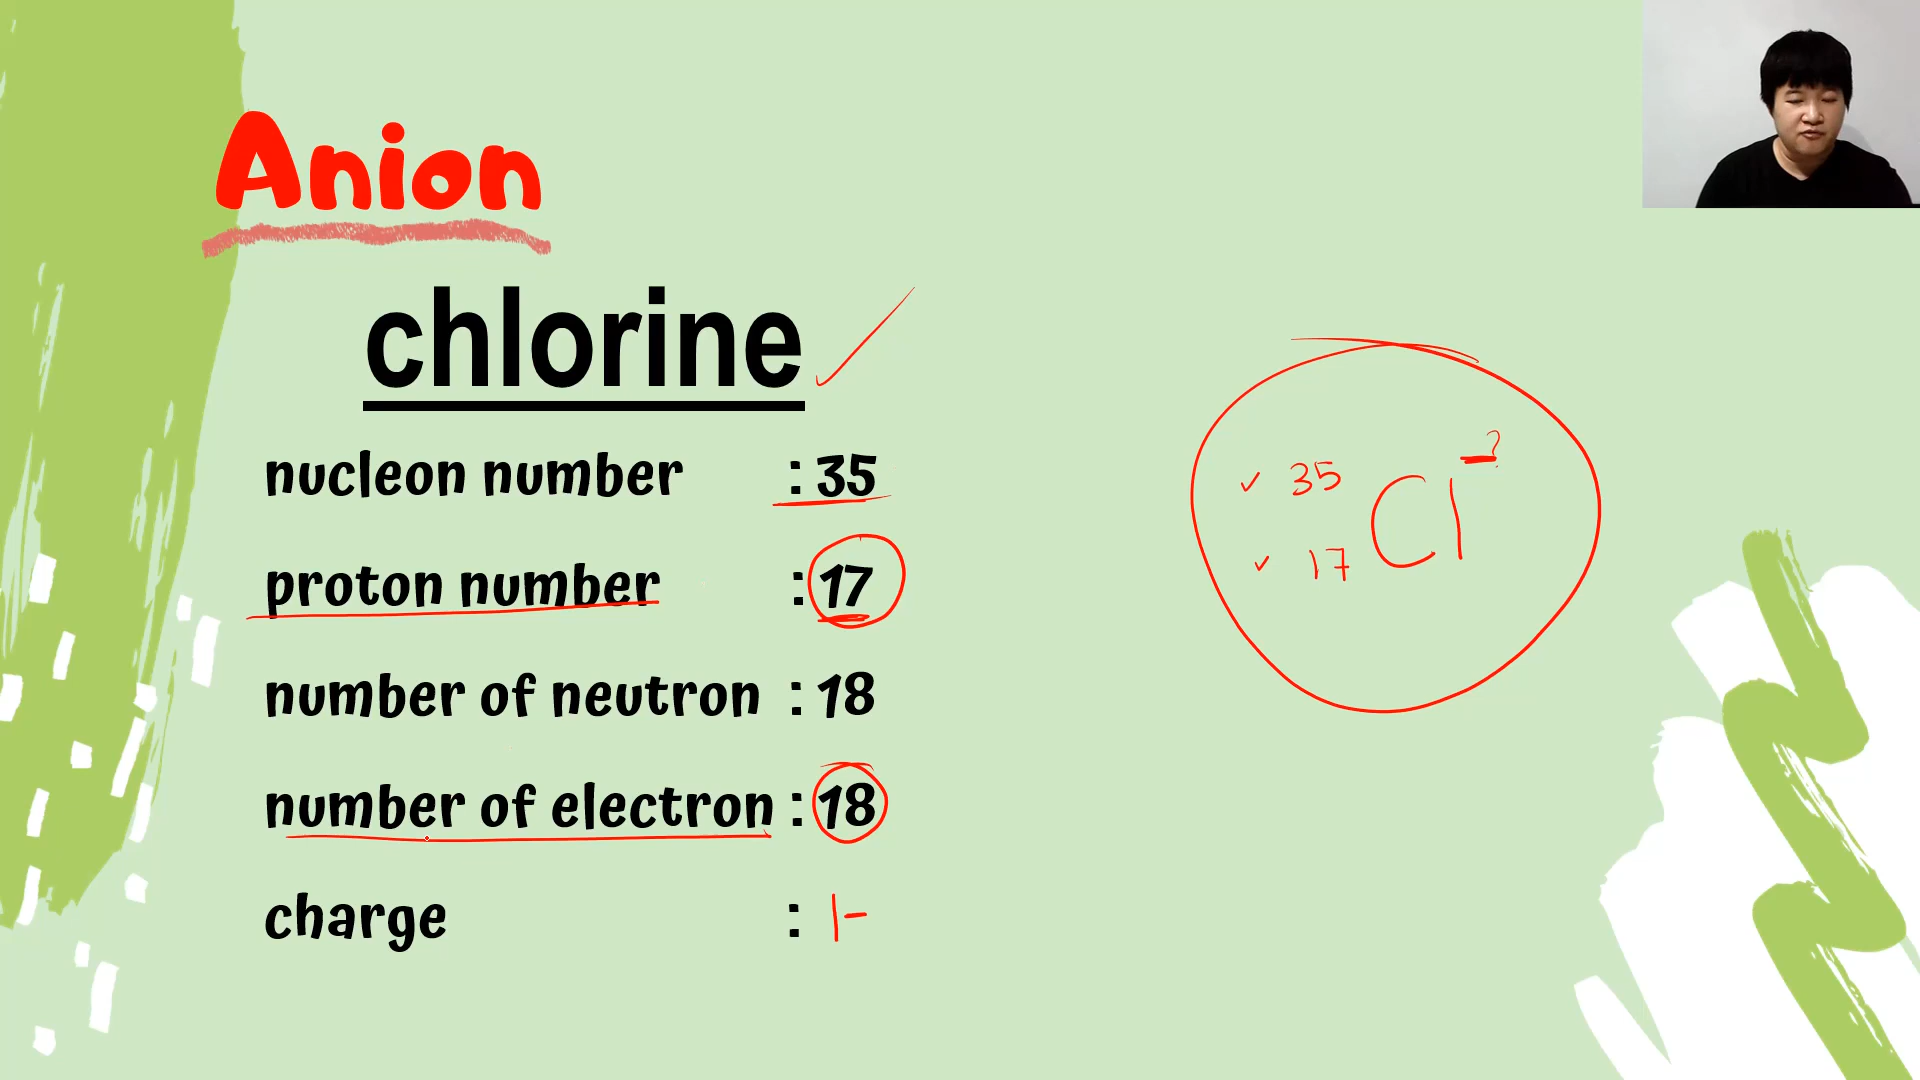 Anion
chlorine
nucleon number : 35
proton number : 17
number of neutron : 18
number of electron : 18
charge : 1-
35 Cl -?
17